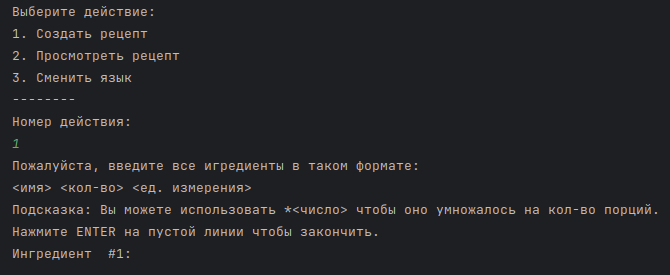 Выберите действие:
1. Создать рецепт
2. Просмотреть рецепт
3. Сменить язык
--------
Номер действия:
1
Пожалуйста, введите все игредиенты в таком формате:
<имя> <кол-во> <ед. измерения>
Подсказка: Вы можете использовать *<число> чтобы оно умножалось на кол-во порций.
Нажмите ENTER на пустой линии чтобы закончить.
Ингредиент  #1: